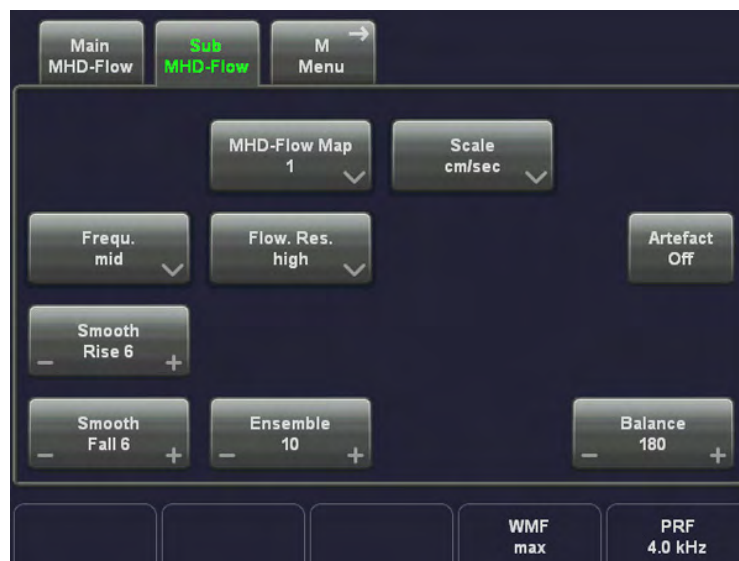 Main
MHD-Flow
Sub
MHD-Flow
M
Menu
MHD-Flow Map
1
Scale
cm/sec
Frequ.
mid
Flow. Res.
high
Artefact
Off
Smooth
Rise 6
Smooth
Fall 6
Ensemble
10
Balance
180
WMF
max
PRF
4.0 kHz